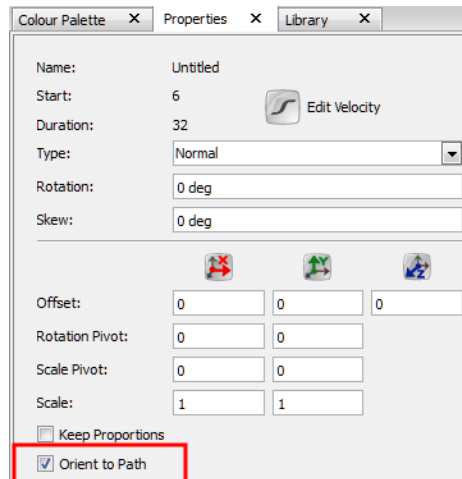 Colour Palette X Properties X Library X
Name: Untitled
Start: 6
Edit Velocity
Duration: 32
Type: Normal
Rotation: 0 deg
Skew: 0 deg
X Y Z
Offset: 0 0 0
Rotation Pivot: 0 0
Scale Pivot: 0 0
Scale: 1 1
Keep Proportions
Orient to Path